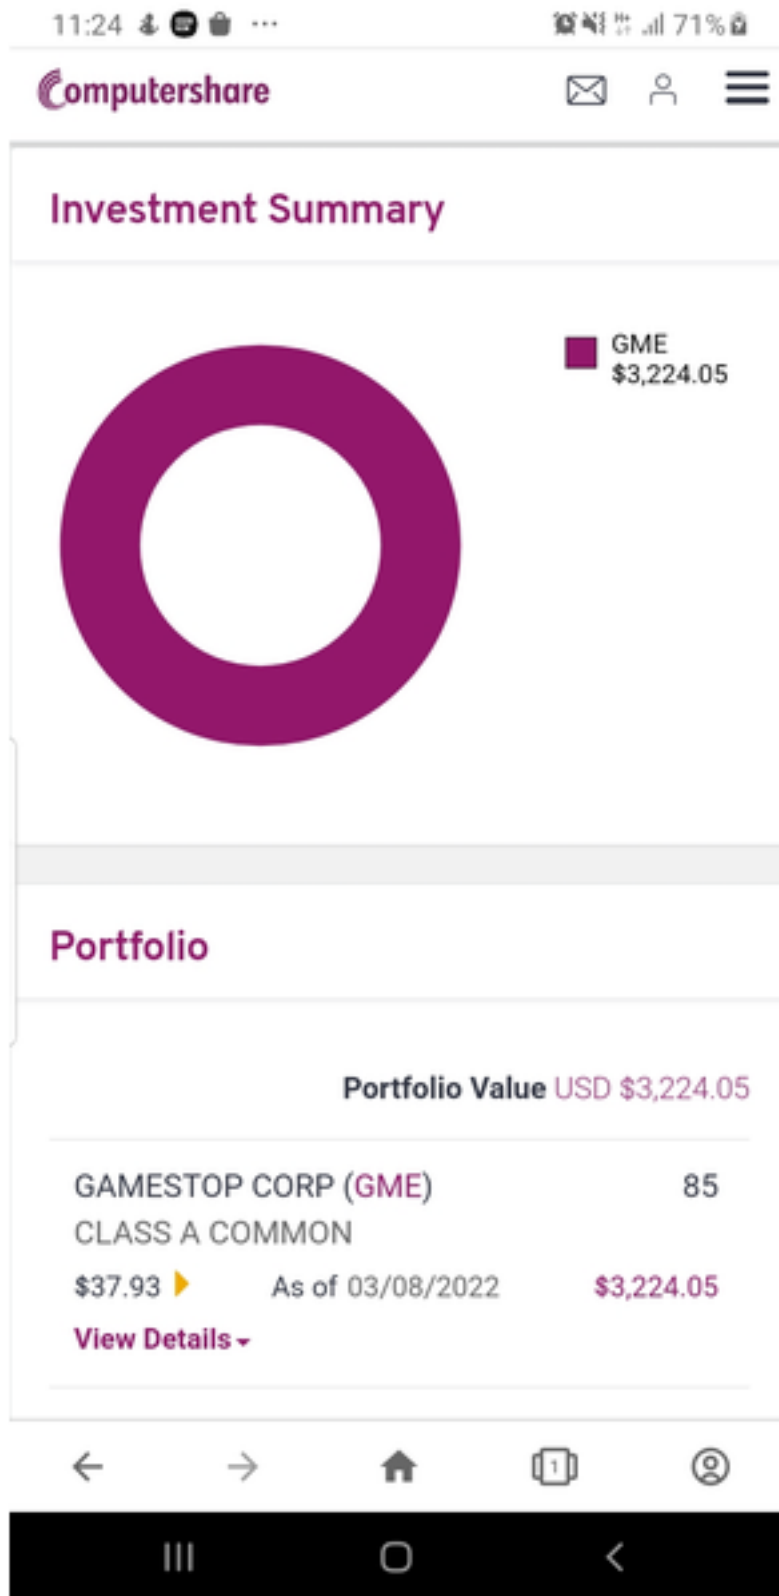 11:24
71%
Computershare
Investment Summary
GME
$3,224.05
Portfolio
Portfolio Value USD $3,224.05
GAMESTOP CORP (GME) 85
CLASS A COMMON
$37.93 As of 03/08/2022 $3,224.05
View Details
1